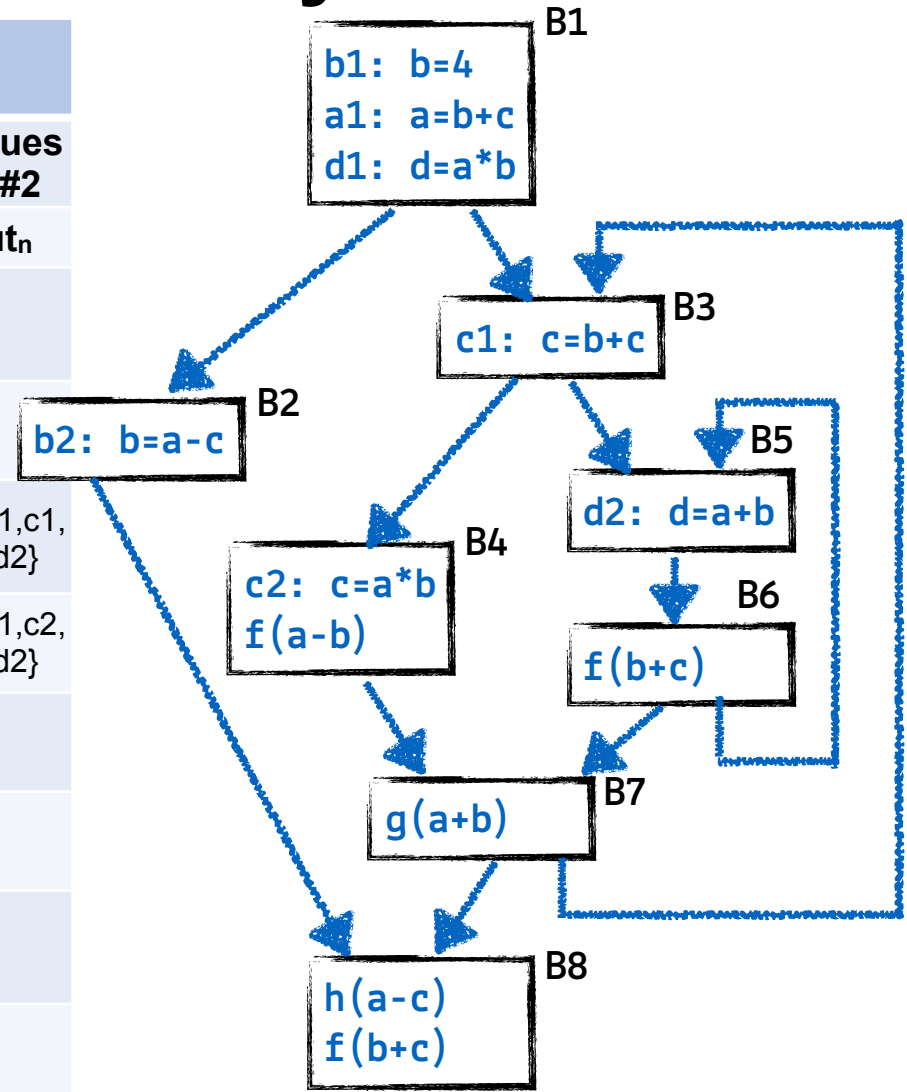 B1
b1: b=4
a1: a=b+c
d1: d=a*b
ues
#2
n
B3
c1: c=b+c
B2
b2: b=a-c
B5
d2: d=a+b
1,c1,
d2}
B4
c2: c=a*b
f(a-b)
B6
f(b+c)
1,c2,
d2}
B7
g(a+b)
B8
h(a-c)
f(b+c)